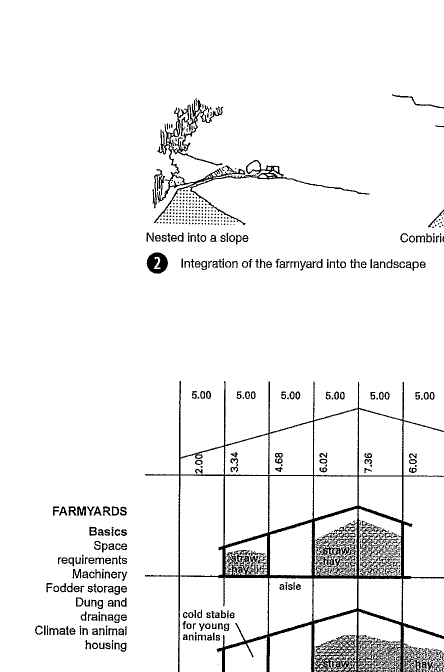 Nested into a slope
Combin
2 Integration of the farmyard into the landscape
5.00 5.00 5.00 5.00 5.00 5.00
2.00 3.34 4.68 6.02 7.36 6.02
FARMYARDS
Basics
Space
requirements
Machinery
Fodder storage
Dung and
drainage
Climate in animal
housing
straw
hay
straw
hay
aisle
cold stable
for young
animals
straw
hay